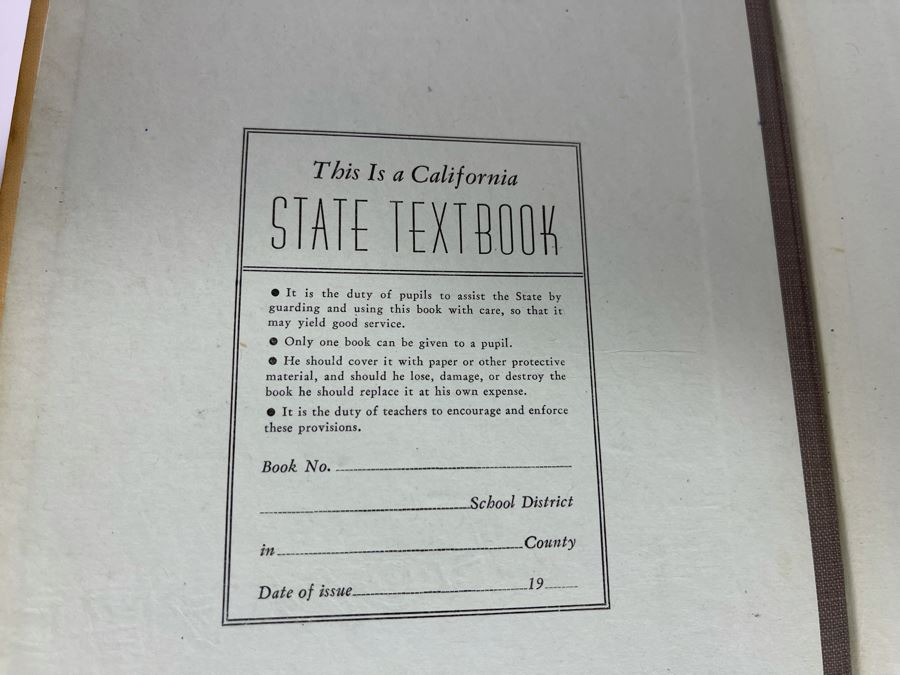 This Is a California
STATE TEXTBOOK
● It is the duty of pupils to assist the State by
guarding and using this book with care, so that it
may yield good service.
● Only one book can be given to a pupil.
● He should cover it with paper or other protective
material, and should he lose, damage, or destroy the
book he should replace it at his own expense.
● It is the duty of teachers to encourage and enforce
these provisions.
Book No.
School District
in County
Date of issue 19